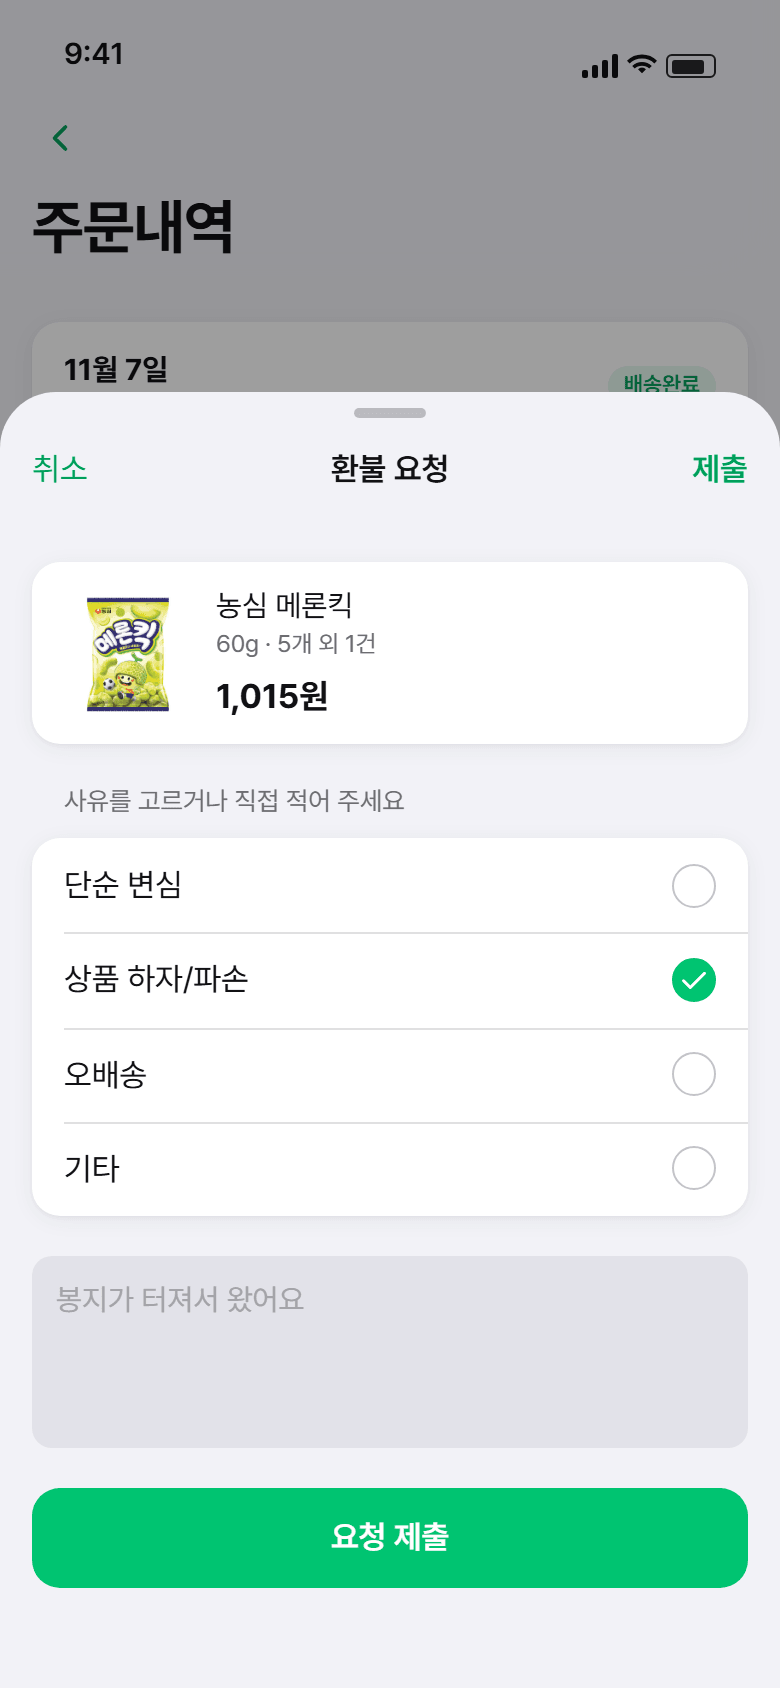 9:41
주문내역
11월 7일
배송완료
취소
환불 요청
제출
메론킥
농심 메론킥
60g · 5개 외 1건
1,015원
사유를 고르거나 직접 적어 주세요
단순 변심
상품 하자/파손
오배송
기타
봉지가 터져서 왔어요
요청 제출